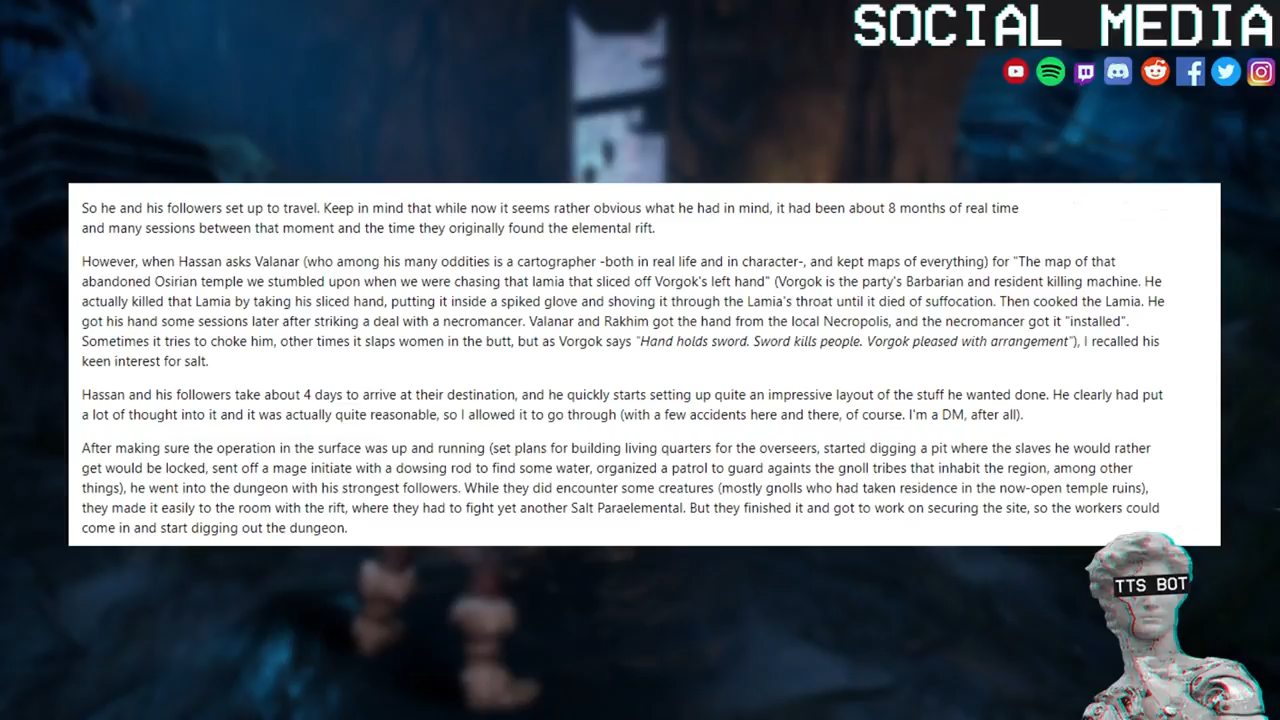 SOCIAL MEDIA
So he and his followers set up to travel. Keep in mind that while now it seems rather obvious what he had in mind, it had been about 8 months of real time
and many sessions between that moment and the time they originally found the elemental rift.
However, when Hassan asks Valanar (who among his many oddities is a cartographer -both in real life and in character-, and kept maps of everything) for "The map of that
abandoned Osirian temple we stumbled upon when we were chasing that lamia that sliced off Vorgok's left hand" (Vorgok is the party's Barbarian and resident killing machine. He
actually killed that Lamia by taking his sliced hand, putting it inside a spiked glove and shoving it through the Lamia's throat until it died of suffocation. Then cooked the Lamia. He
got his hand some sessions later after striking a deal with a necromancer. Valanar and Rakhim got the hand from the local Necropolis, and the necromancer got it "installed".
Sometimes it tries to choke him, other times it slaps women in the butt, but as Vorgok says "Hand holds sword. Sword kills people. Vorgok pleased with arrangement"), I recalled his
keen interest for salt.
Hassan and his followers take about 4 days to arrive at their destination, and he quickly starts setting up quite an impressive layout of the stuff he wanted done. He clearly had put
a lot of thought into it and it was actually quite reasonable, so I allowed it to go through (with a few accidents here and there, of course. I'm a DM, after all).
After making sure the operation in the surface was up and running (set plans for building living quarters for the overseers, started digging a pit where the slaves he would rather
get would be locked, sent off a mage initiate with a dowsing rod to find some water, organized a patrol to guard againts the gnoll tribes that inhabit the region, among other
things), he went into the dungeon with his strongest followers. While they did encounter some creatures (mostly gnolls who had taken residence in the now-open temple ruins),
they made it easily to the room with the rift, where they had to fight yet another Salt Paraelemental. But they finished it and got to work on securing the site, so the workers could
come in and start digging out the dungeon.
TTS BOT